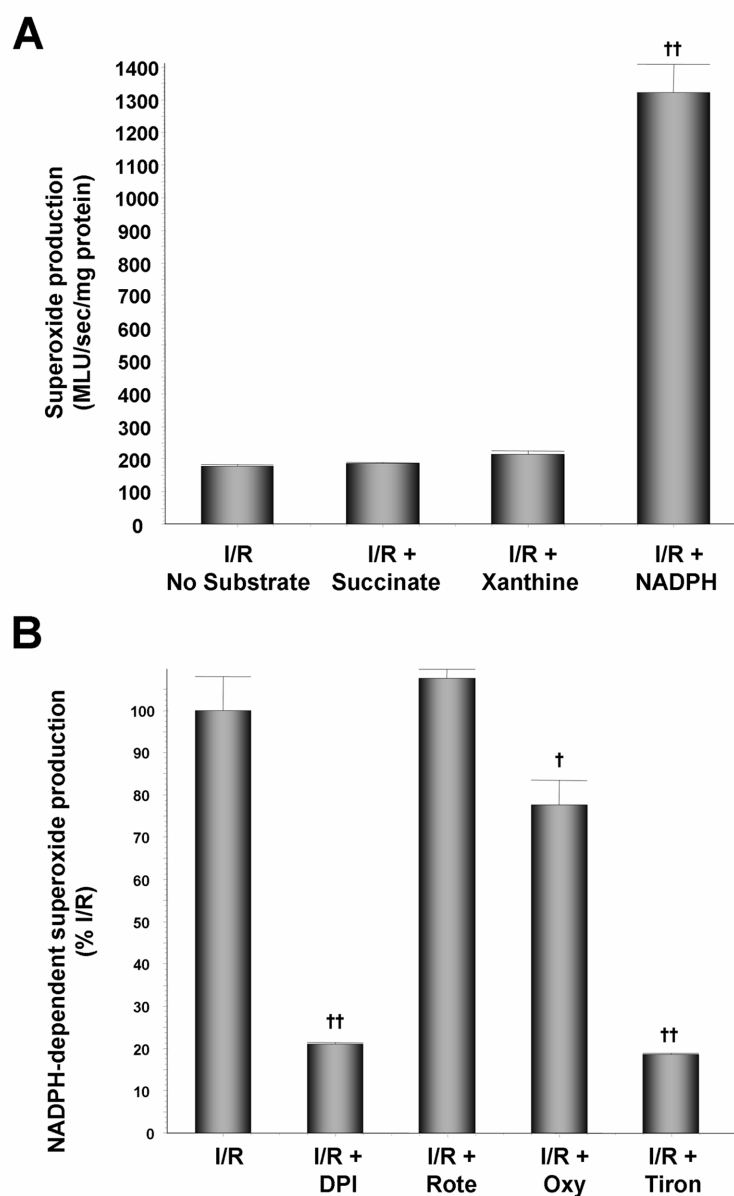 A
††
1400
1300
1200
1100
1000
900
800
700
600
500
400
300
200
100
0
Superoxide production
(MLU/sec/mg protein)
I/R
No Substrate
I/R +
Succinate
I/R +
Xanthine
I/R +
NADPH
B
100
90
80
70
60
50
40
30
20
10
0
NADPH-dependent superoxide production
(% I/R)
††
†
††
I/R
I/R +
DPI
I/R +
Rote
I/R +
Oxy
I/R +
Tiron